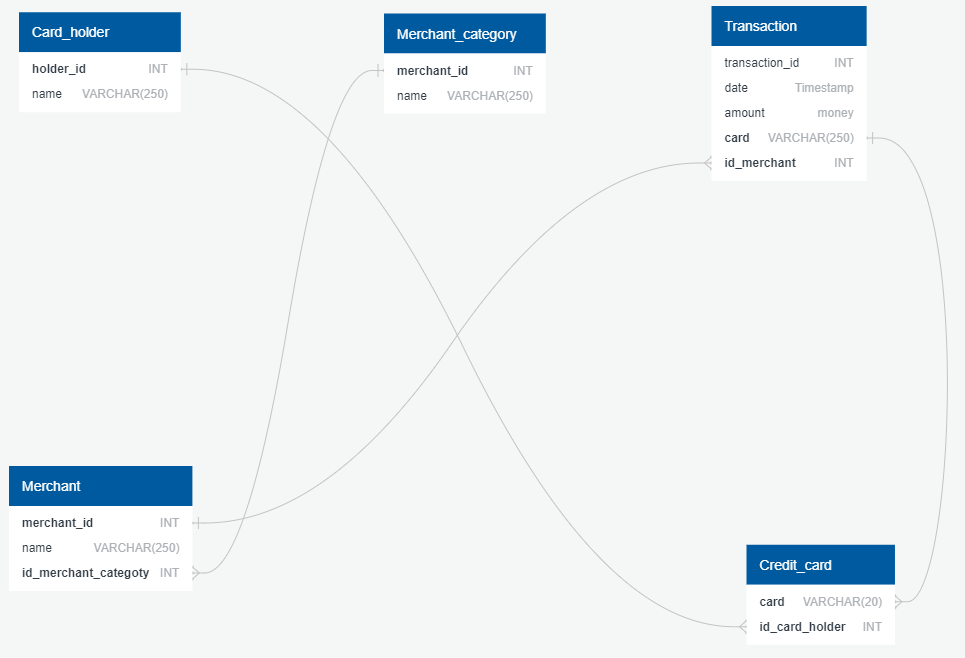 Card_holder
holder_id INT
name VARCHAR(250)
Merchant_category
merchant_id INT
name VARCHAR(250)
Transaction
transaction_id INT
date Timestamp
amount money
card VARCHAR(250)
id_merchant INT
Merchant
merchant_id INT
name VARCHAR(250)
id_merchant_categoty INT
Credit_card
card VARCHAR(20)
id_card_holder INT